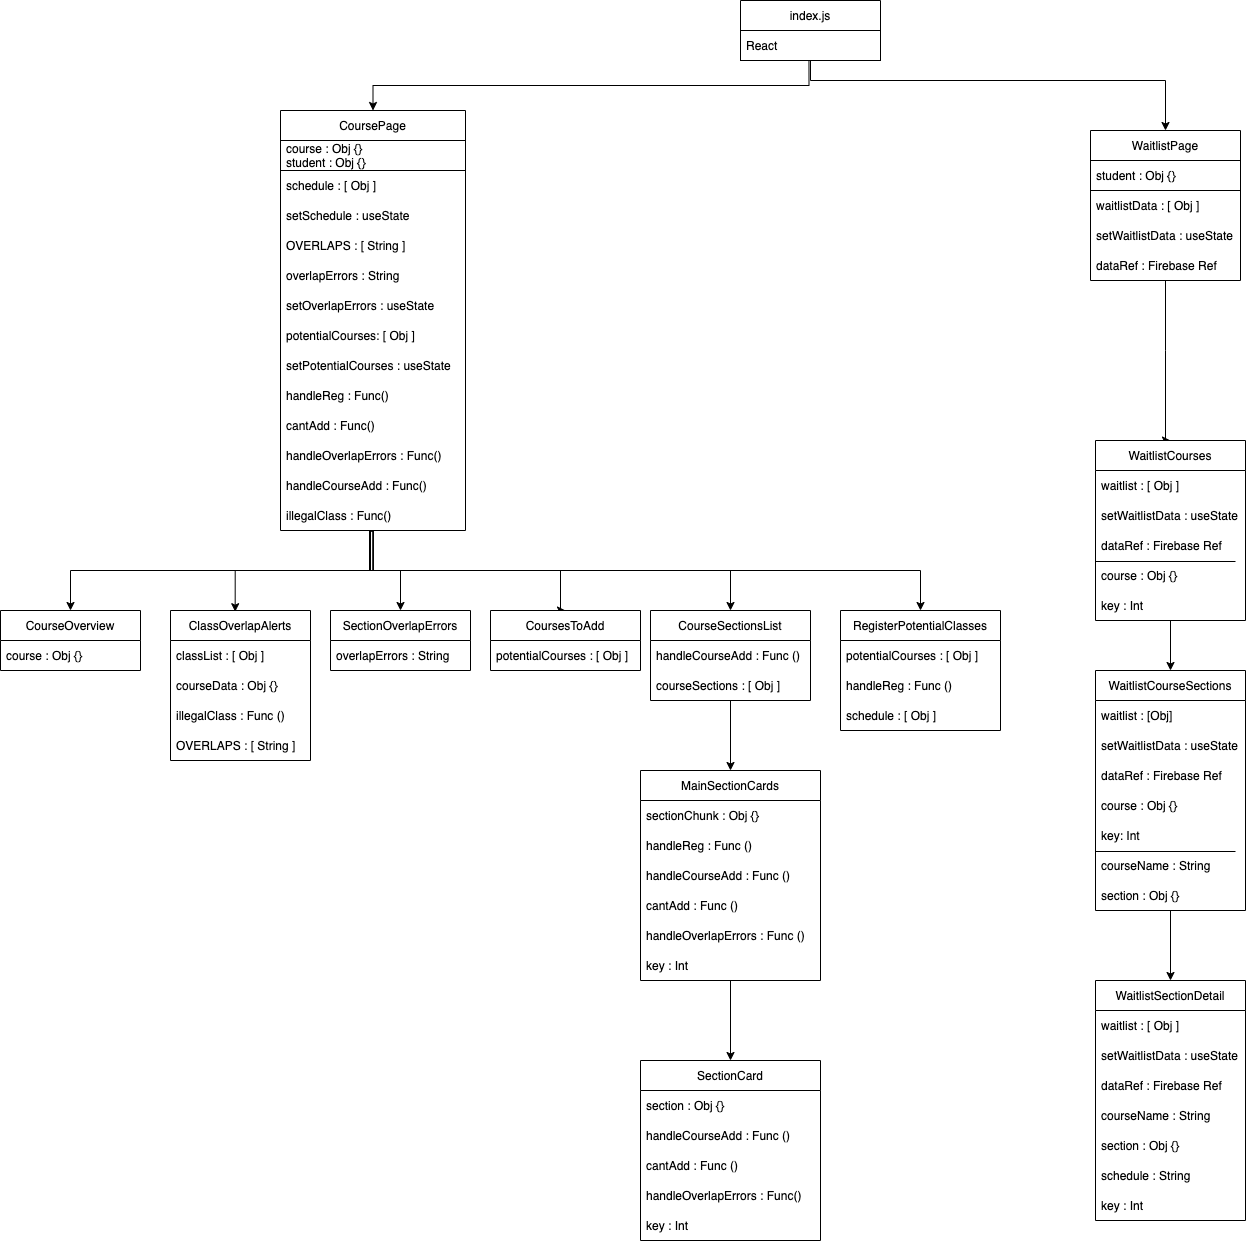 index.js
React
CoursePage
course : Obj {}
student : Obj {}
schedule : [ Obj ]
setSchedule : useState
OVERLAPS : [ String ]
overlapErrors : String
setOverlapErrors : useState
potentialCourses: [ Obj ]
setPotentialCourses : useState
handleReg : Func()
cantAdd : Func()
handleOverlapErrors : Func()
handleCourseAdd : Func()
illegalClass : Func()
WaitlistPage
student : Obj {}
waitlistData : [ Obj ]
setWaitlistData : useState
dataRef : Firebase Ref
CourseOverview
course : Obj {}
ClassOverlapAlerts
classList : [ Obj ]
courseData : Obj {}
illegalClass : Func ()
OVERLAPS : [ String ]
SectionOverlapErrors
overlapErrors : String
CoursesToAdd
potentialCourses : [ Obj ]
CourseSectionsList
handleCourseAdd : Func ()
courseSections : [ Obj ]
RegisterPotentialClasses
potentialCourses : [ Obj ]
handleReg : Func ()
schedule : [ Obj ]
MainSectionCards
sectionChunk : Obj {}
handleReg : Func ()
handleCourseAdd : Func ()
cantAdd : Func ()
handleOverlapErrors : Func ()
key : Int
SectionCard
section : Obj {}
handleCourseAdd : Func ()
cantAdd : Func ()
handleOverlapErrors : Func()
key : Int
WaitlistCourses
waitlist : [ Obj ]
setWaitlistData : useState
dataRef : Firebase Ref
course : Obj {}
key : Int
WaitlistCourseSections
waitlist : [Obj]
setWaitlistData : useState
dataRef : Firebase Ref
course : Obj {}
key: Int
courseName : String
section : Obj {}
WaitlistSectionDetail
waitlist : [ Obj ]
setWaitlistData : useState
dataRef : Firebase Ref
courseName : String
section : Obj {}
schedule : String
key : Int